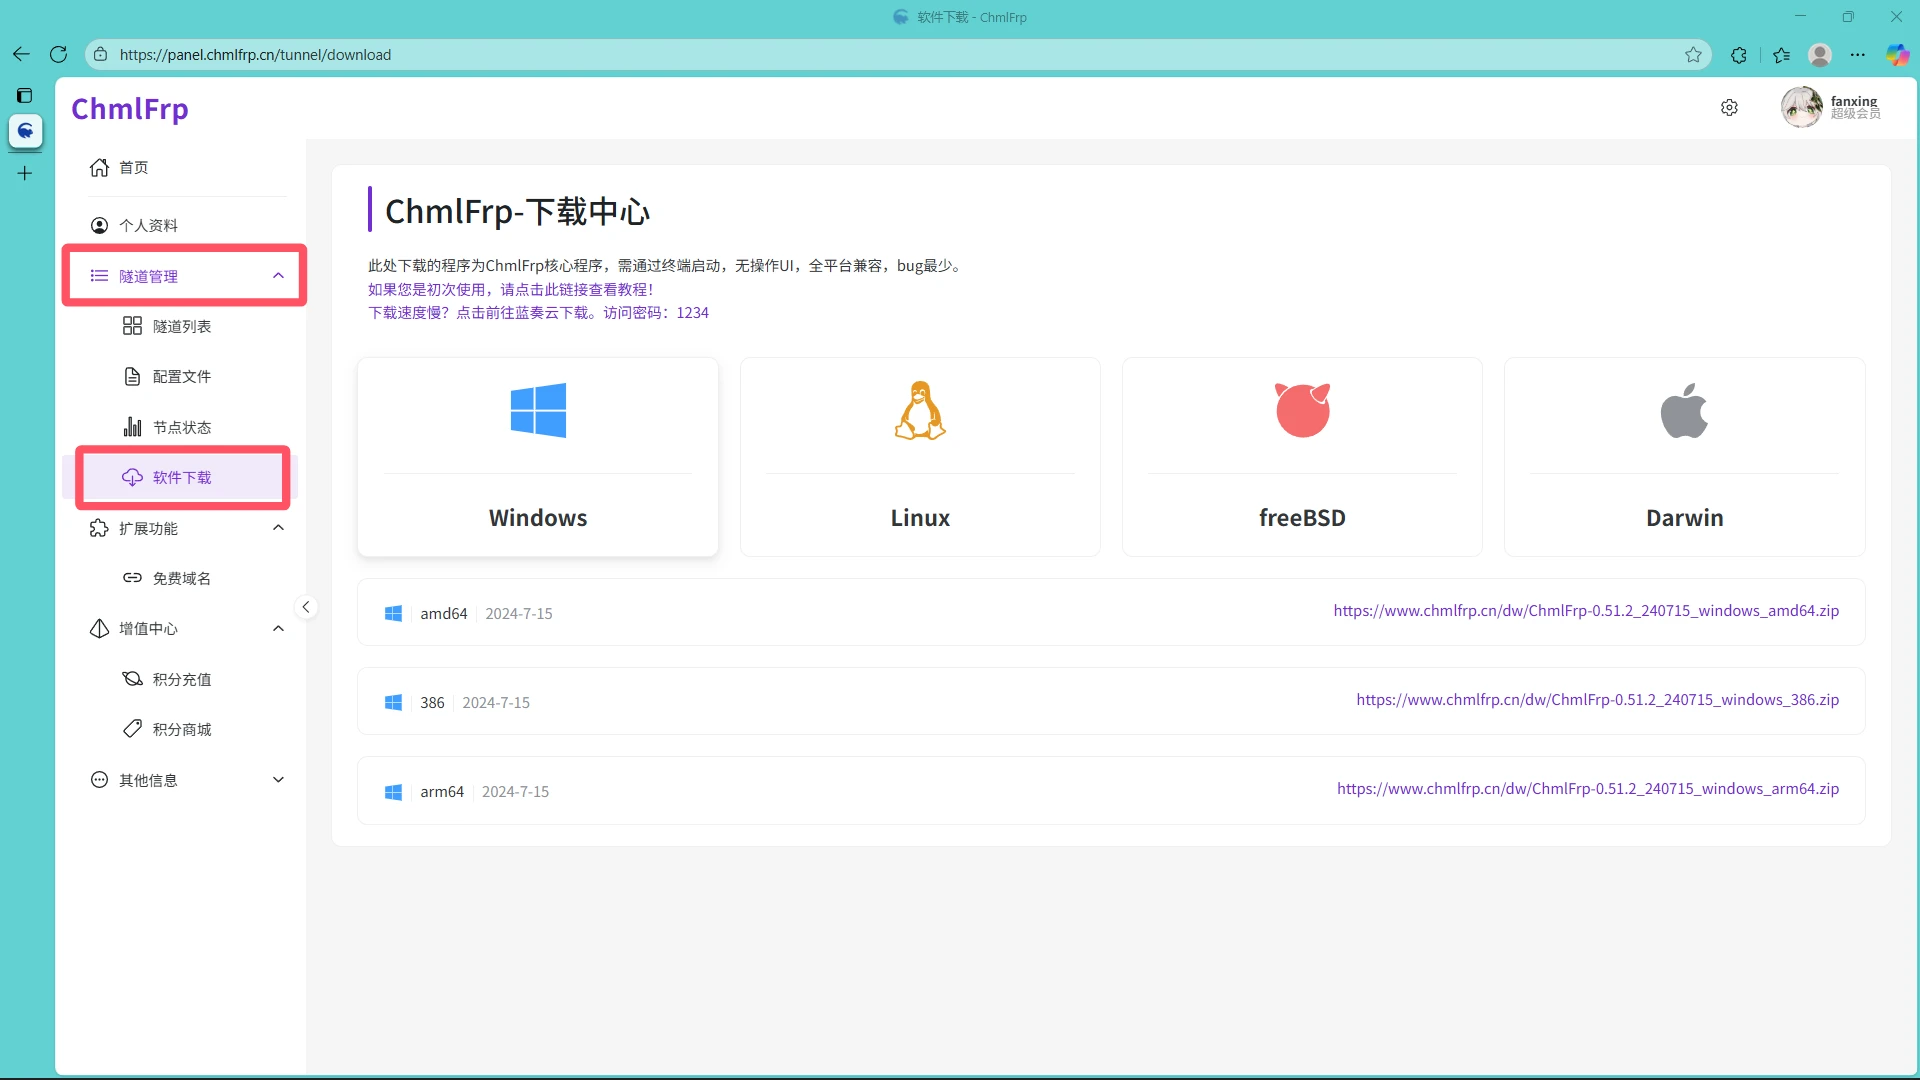 软件下载 - ChmlFrp
https://panel.chmlfrp.cn/tunnel/download
ChmlFrp
fanxing
超级会员
首页
个人资料
隧道管理
隧道列表
配置文件
节点状态
软件下载
扩展功能
免费域名
增值中心
积分充值
积分商城
其他信息
ChmlFrp-下载中心
此处下载的程序为ChmlFrp核心程序，需通过终端启动，无操作UI，全平台兼容，bug最少。
如果您是初次使用，请点击此链接查看教程！
下载速度慢？点击前往蓝奏云下载。访问密码：1234
Windows
Linux
freeBSD
Darwin
amd64 2024-7-15 https://www.chmlfrp.cn/dw/ChmlFrp-0.51.2_240715_windows_amd64.zip
386 2024-7-15 https://www.chmlfrp.cn/dw/ChmlFrp-0.51.2_240715_windows_386.zip
arm64 2024-7-15 https://www.chmlfrp.cn/dw/ChmlFrp-0.51.2_240715_windows_arm64.zip